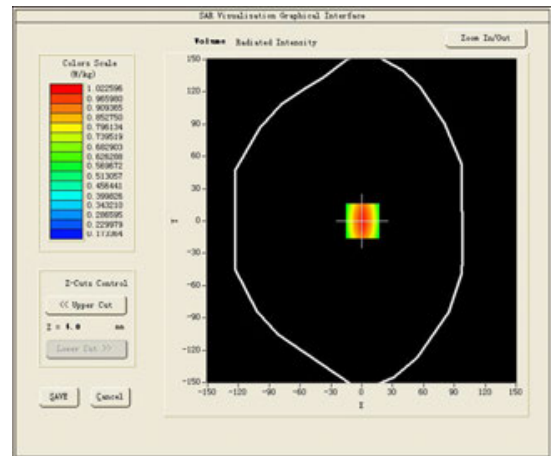 SAR Visualisation Graphical Interface
Volume Radiated Intensity
Zoom In/Out
Colors Scale
(W/kg)
1.022596
0.965980
0.909365
0.852750
0.796134
0.739519
0.682903
0.626288
0.569672
0.513057
0.456441
0.399826
0.343210
0.286595
0.229979
0.173364
Z-Cuts Control
<< Upper Cut
Z = 4.0 mm
Lower Cut >>
SAVE Cancel
150
120
90
60
30
0
-30
-60
-90
-120
-150
Y
-150 -120 -90 -60 -30 0 30 60 90 120 150
X